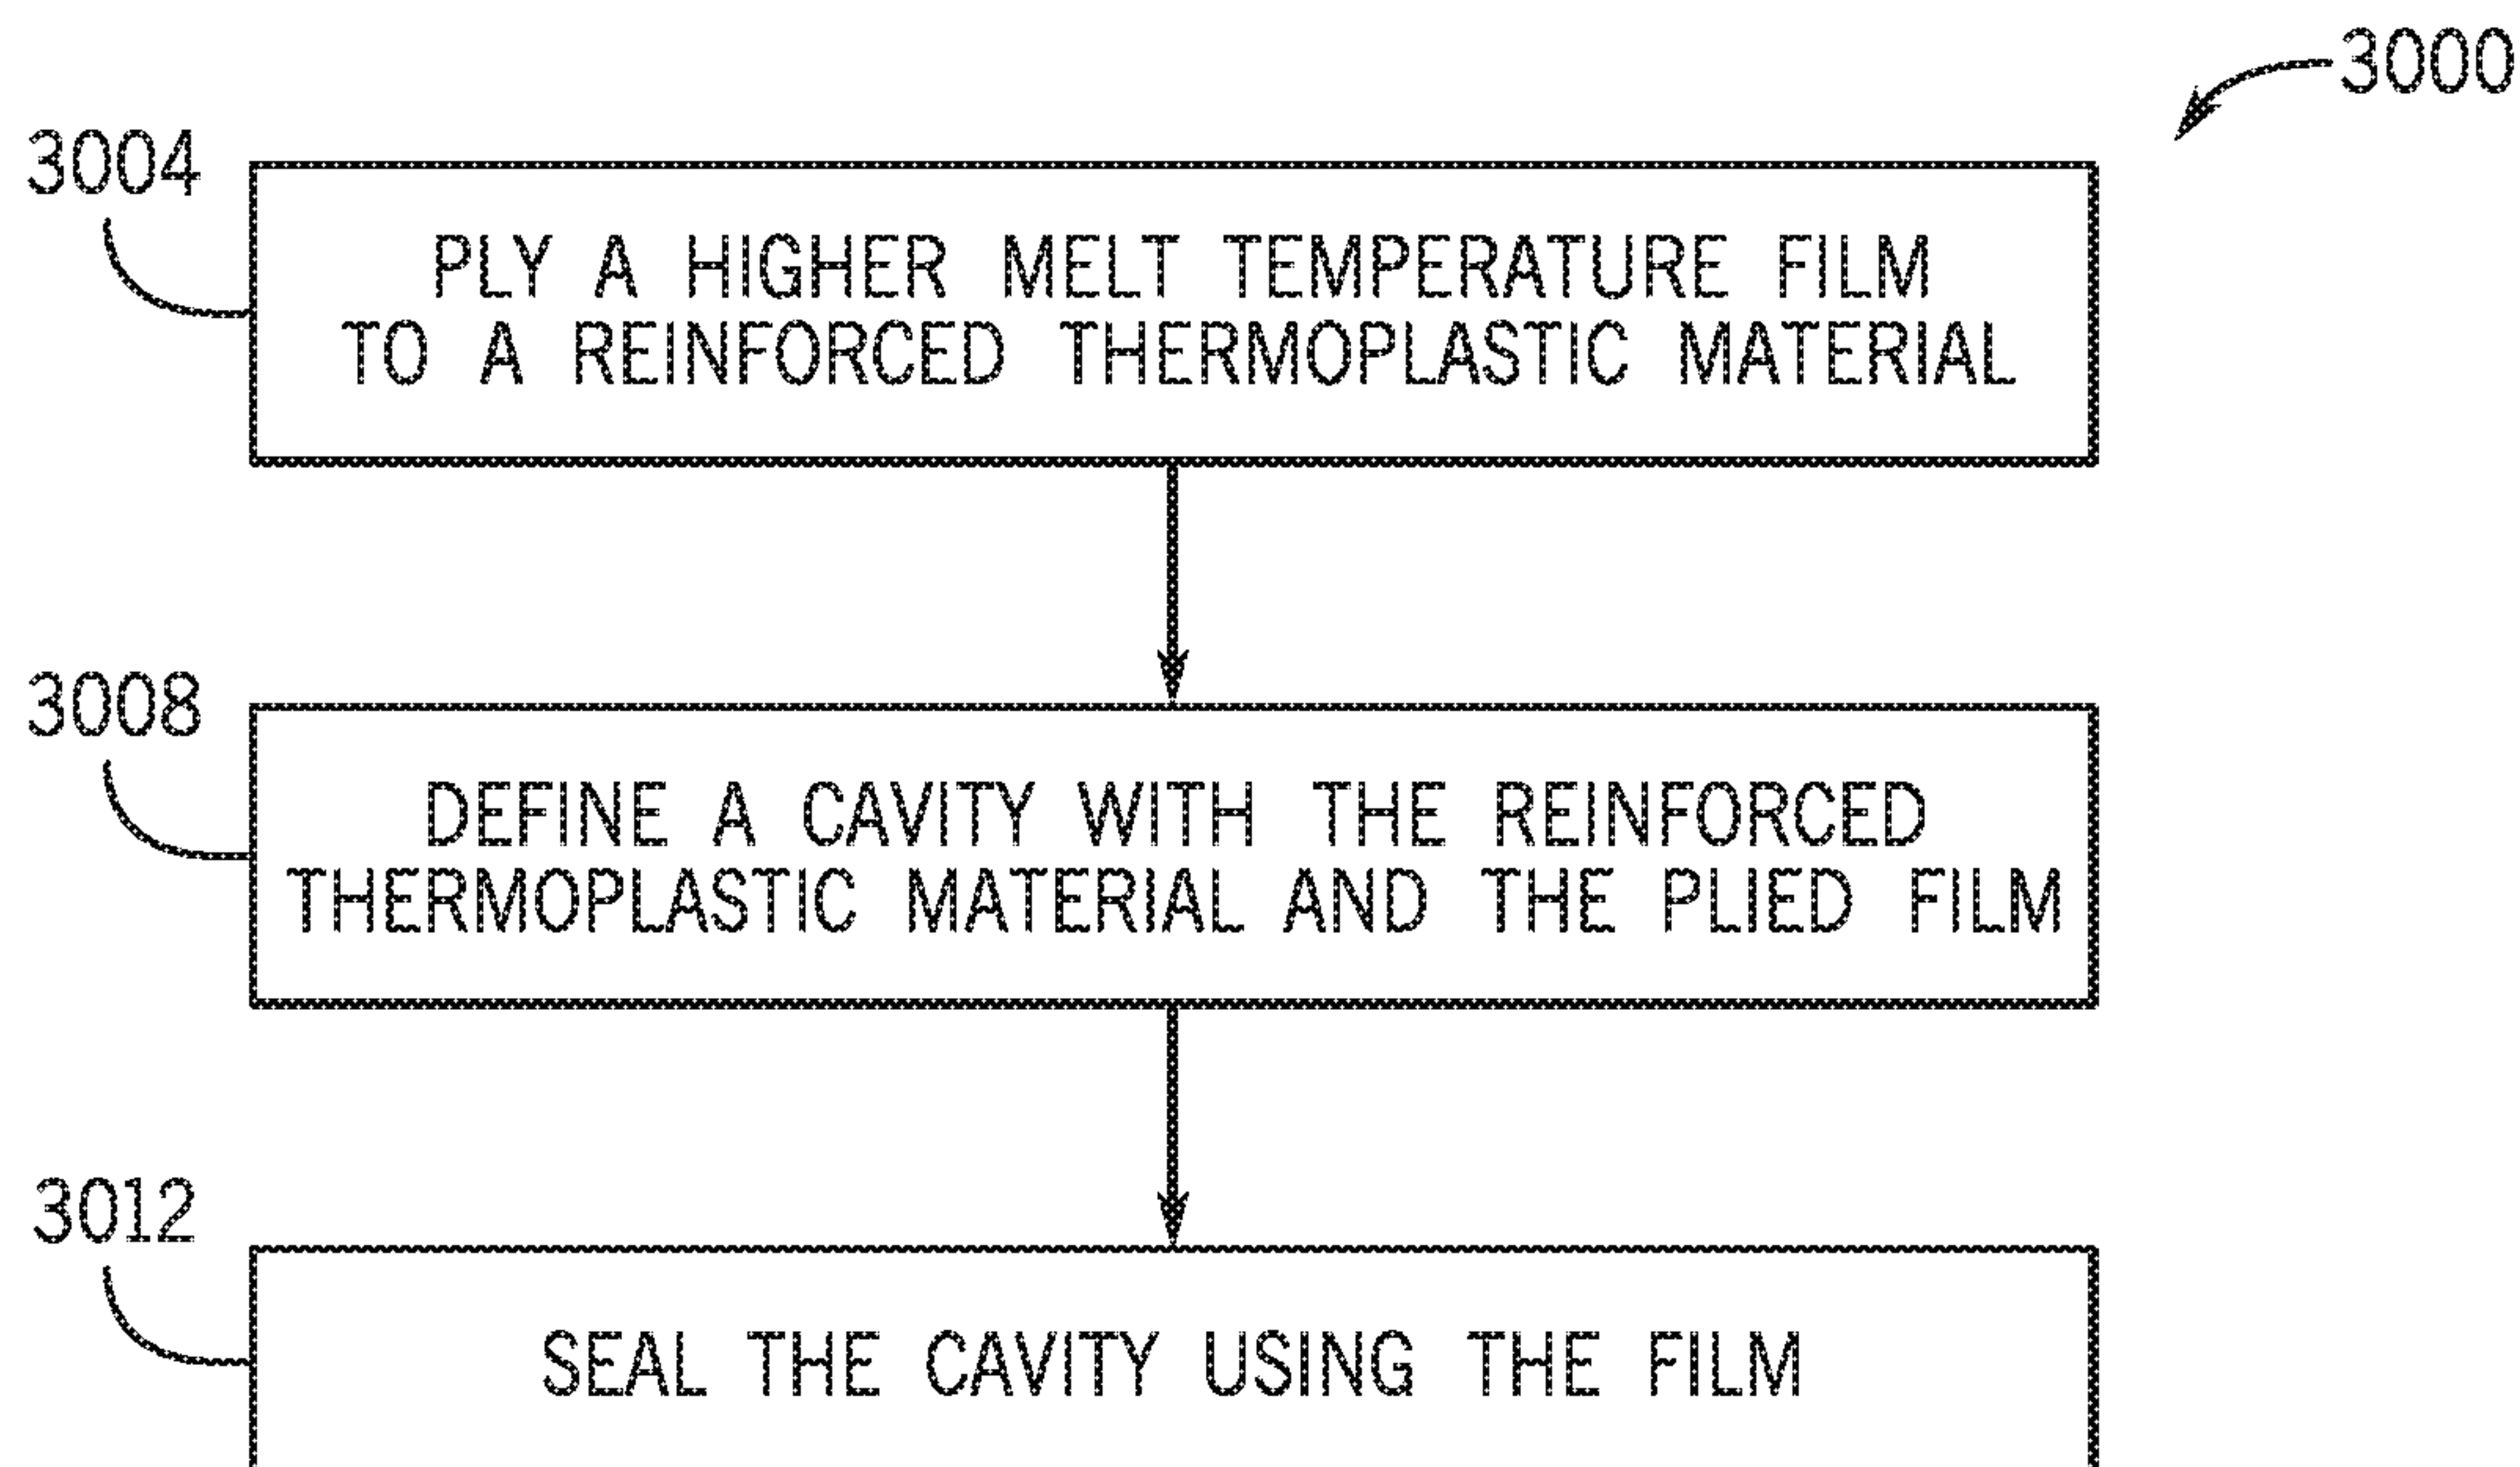 3000
3004
PLY A HIGHER MELT TEMPERATURE FILM
TO A REINFORCED THERMOPLASTIC MATERIAL
3008
DEFINE A CAVITY WITH THE REINFORCED
THERMOPLASTIC MATERIAL AND THE PLIED FILM
3012
SEAL THE CAVITY USING THE FILM